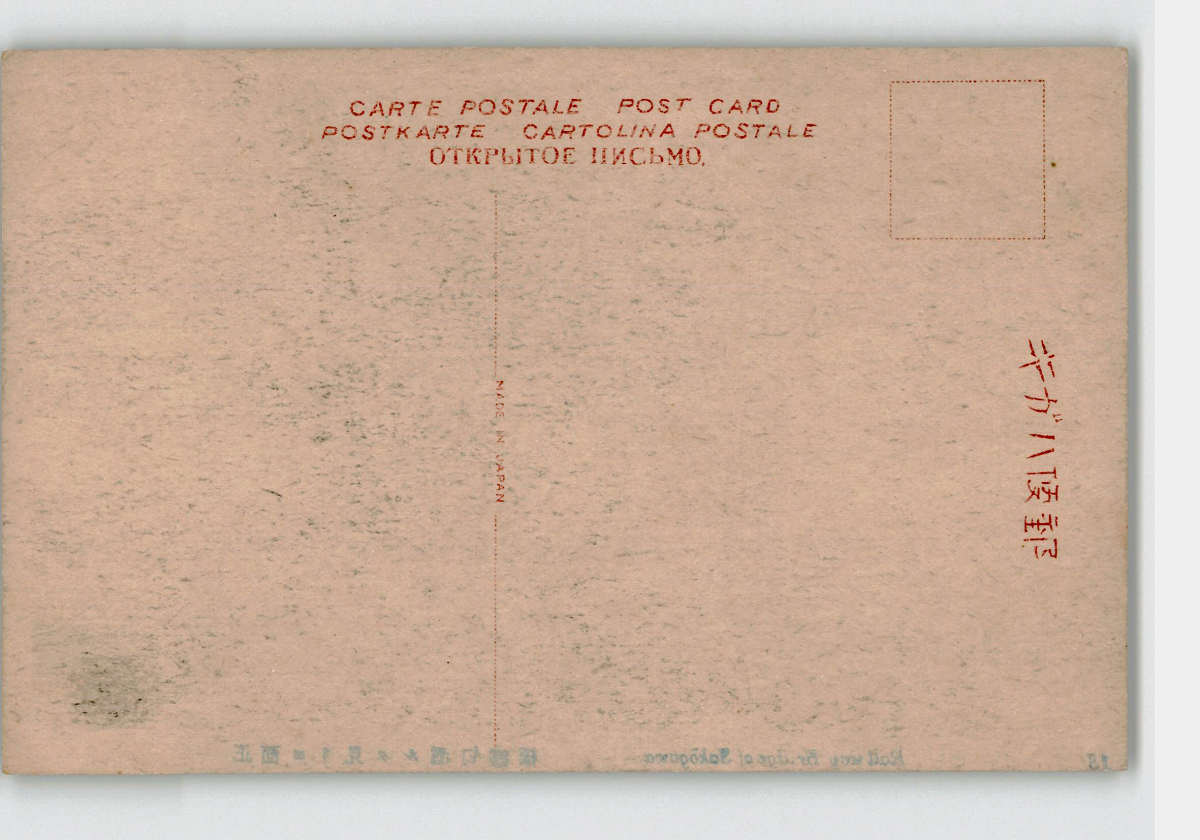 CARTE POSTALE POST CARD
POSTKARTE CARTOLINA POSTALE
ОТКРЫТОЕ ПИСЬМО.
MADE IN JAPAN
郵便ハガキ